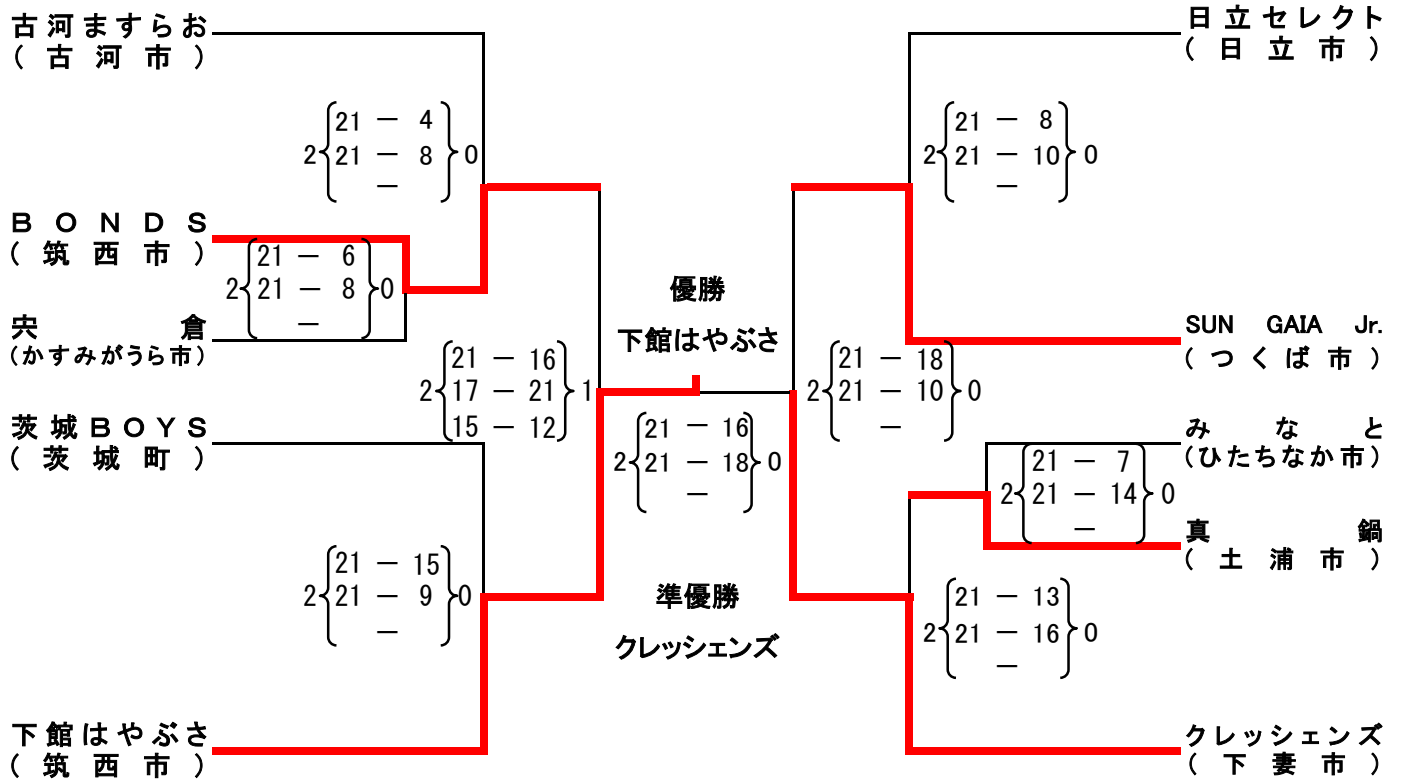 古河ますらお
(古河市)
2 21 － 4 0
21 － 8
－
BONDS
(筑西市)
2 21 － 6 0
21 － 8
－
宍倉
(かすみがうら市)
2 21 － 16 1
17 － 21
15 － 12
茨城BOYS
(茨城町)
2 21 － 15 0
21 － 9
－
下館はやぶさ
(筑西市)
優勝
下館はやぶさ
2 21 － 16 0
21 － 18
－
準優勝
クレッシェンズ
日立セレクト
(日立市)
2 21 － 8 0
21 － 10
－
SUN GAIA Jr.
(つくば市)
2 21 － 18 0
21 － 10
－
みなと
(ひたちなか市)
2 21 － 7 0
21 － 14
－
真鍋
(土浦市)
2 21 － 13 0
21 － 16
－
クレッシェンズ
(下妻市)